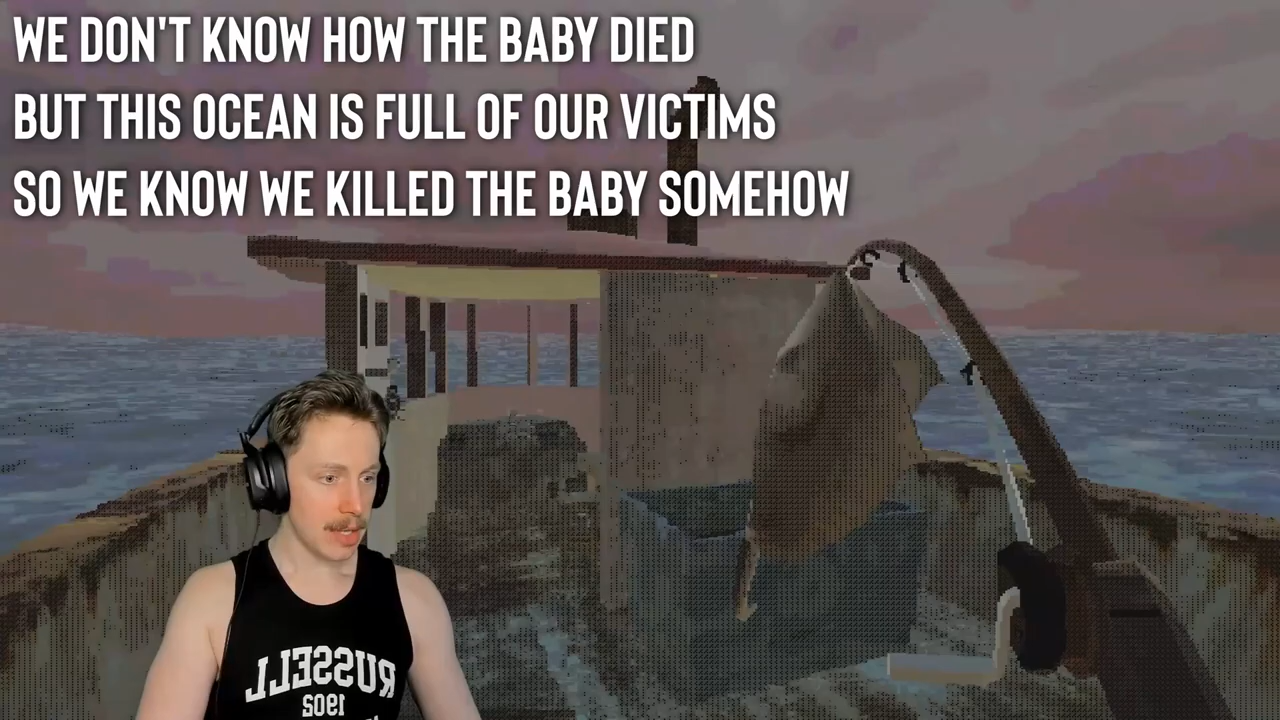 WE DON'T KNOW HOW THE BABY DIED
BUT THIS OCEAN IS FULL OF OUR VICTIMS
SO WE KNOW WE KILLED THE BABY SOMEHOW
RUSSELL
1902